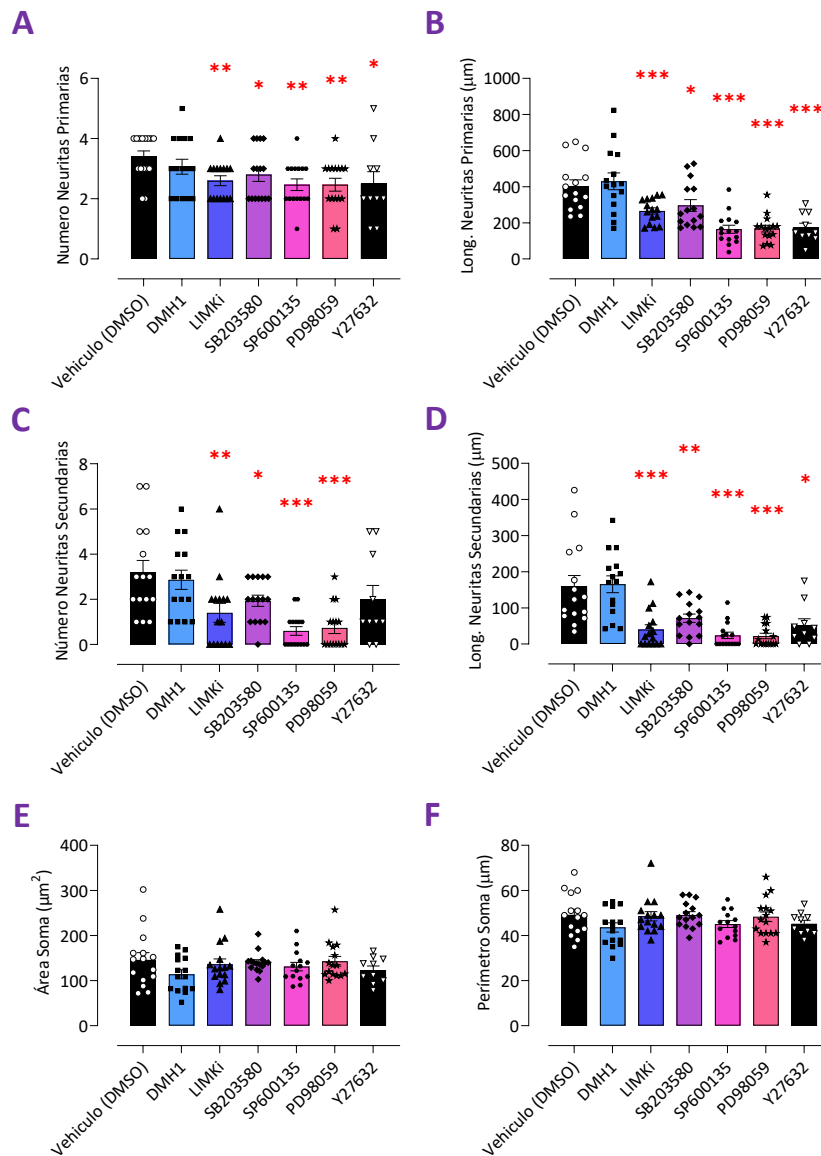 A
Número Neuritas Primarias
6
4
2
0
** * ** ** *
Vehiculo (DMSO)
DMH1
LIMKi
SB203580
SP600135
PD98059
Y27632
B
Long. Neuritas Primarias (μm)
1000
800
600
400
200
0
*** * *** *** ***
Vehiculo (DMSO)
DMH1
LIMKi
SB203580
SP600135
PD98059
Y27632
C
Número Neuritas Secundarias
8
6
4
2
0
** * *** ***
Vehiculo (DMSO)
DMH1
LIMKi
SB203580
SP600135
PD98059
Y27632
D
Long. Neuritas Secundarias (μm)
500
400
300
200
100
0
*** ** *** *** *
Vehiculo (DMSO)
DMH1
LIMKi
SB203580
SP600135
PD98059
Y27632
E
Área Soma (μm²)
400
300
200
100
0
Vehiculo (DMSO)
DMH1
LIMKi
SB203580
SP600135
PD98059
Y27632
F
Perímetro Soma (μm)
80
60
40
20
0
Vehiculo (DMSO)
DMH1
LIMKi
SB203580
SP600135
PD98059
Y27632